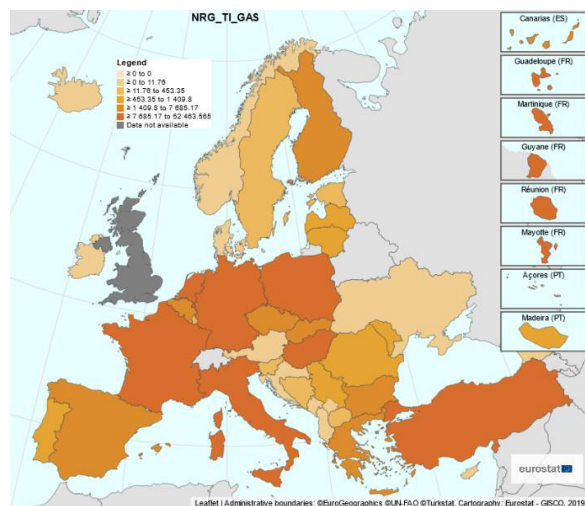 NRG_TI_GAS
Legend
≥ 0 to 0
≥ 0 to 11.76
≥ 11.76 to 453.35
≥ 453.35 to 1 409.8
≥ 1 409.8 to 7 685.17
≥ 7 685.17 to 52 463.565
Data not available
Canarias (ES)
Guadeloupe (FR)
Martinique (FR)
Guyane (FR)
Réunion (FR)
Mayotte (FR)
Açores (PT)
Madeira (PT)
eurostat
Leaflet | Administrative boundaries: ©EuroGeographics ©UN-FAO ©Turkstat, Cartography: Eurostat - GISCO, 2019